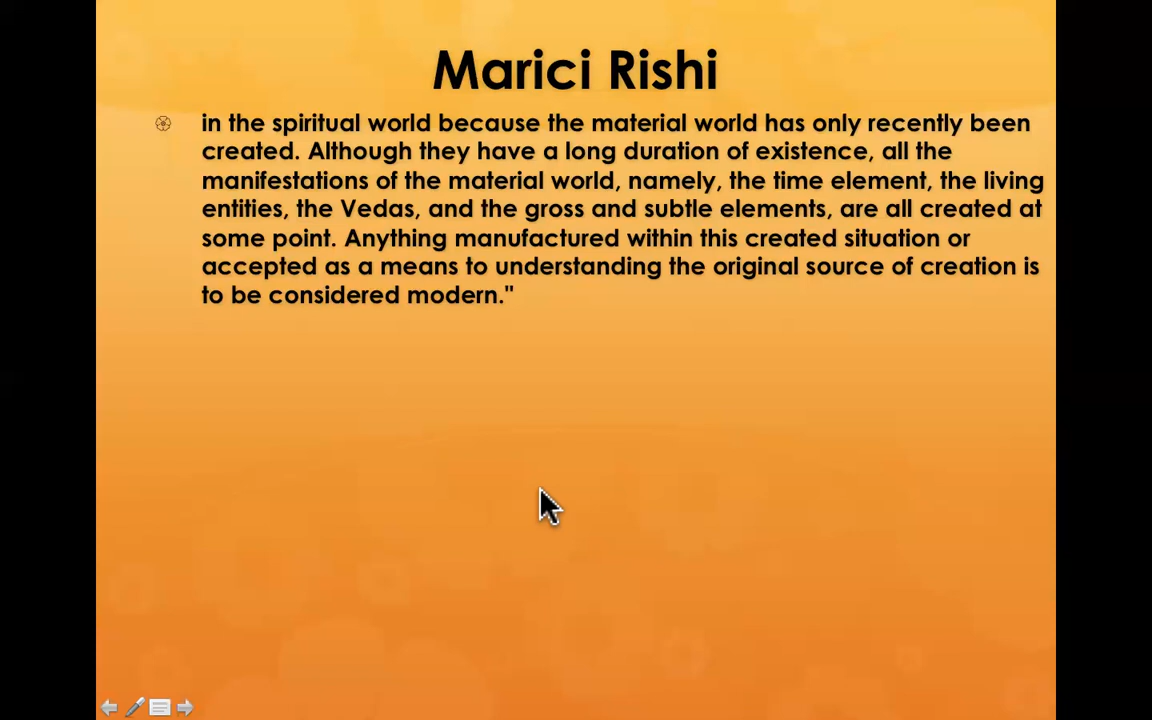 Marici Rishi
in the spiritual world because the material world has only recently been
created. Although they have a long duration of existence, all the
manifestations of the material world, namely, the time element, the living
entities, the Vedas, and the gross and subtle elements, are all created at
some point. Anything manufactured within this created situation or
accepted as a means to understanding the original source of creation is
to be considered modern."